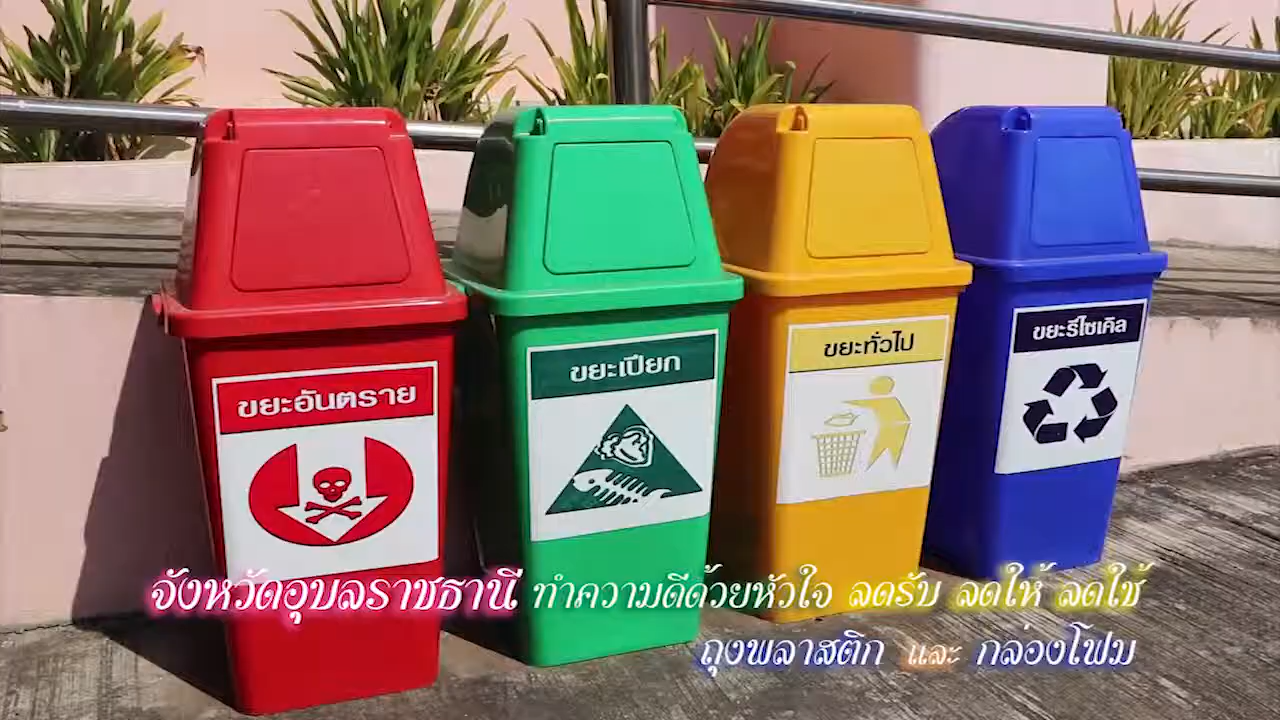 ขยะอันตราย
ขยะเปียก
ขยะทั่วไป
ขยะรีไซเคิล
จังหวัดอุบลราชธานี ทำความดีด้วยหัวใจ ลดรับ ลดให้ ลดใช้
ถุงพลาสติก และ กล่องโฟม